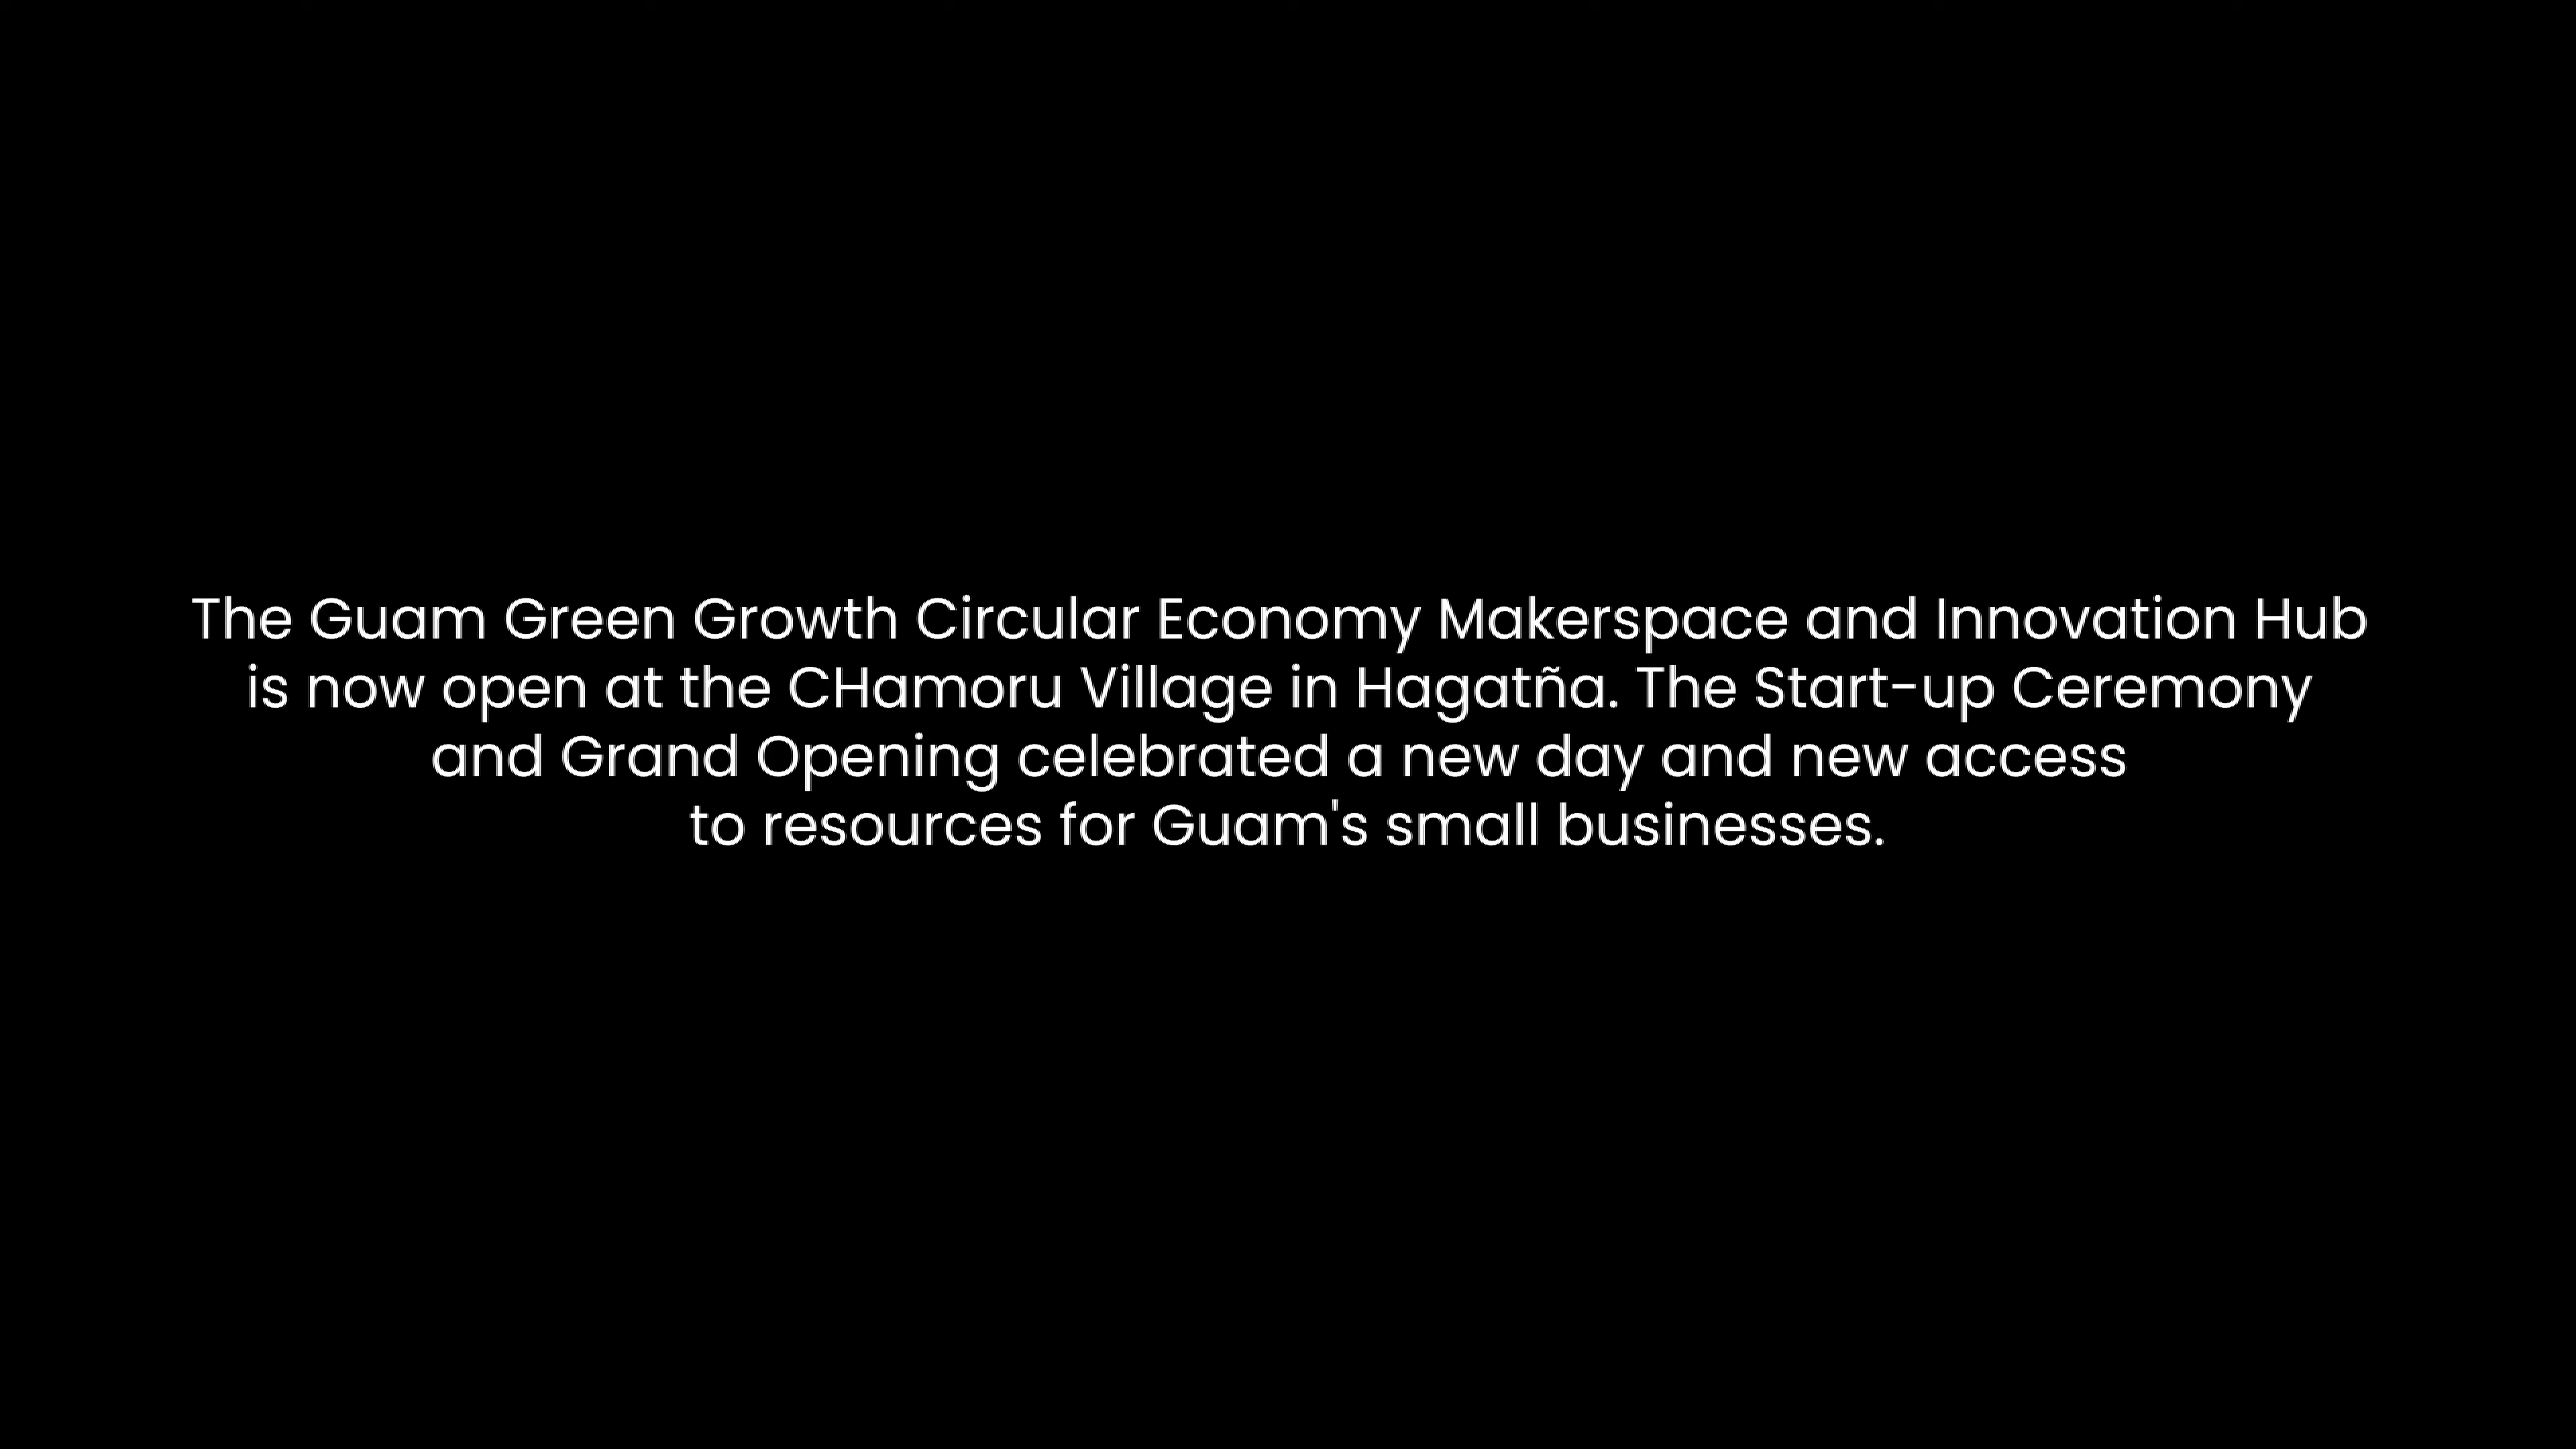 The Guam Green Growth Circular Economy Makerspace and Innovation Hub
is now open at the CHamoru Village in Hagatña. The Start-up Ceremony
and Grand Opening celebrated a new day and new access
to resources for Guam's small businesses.